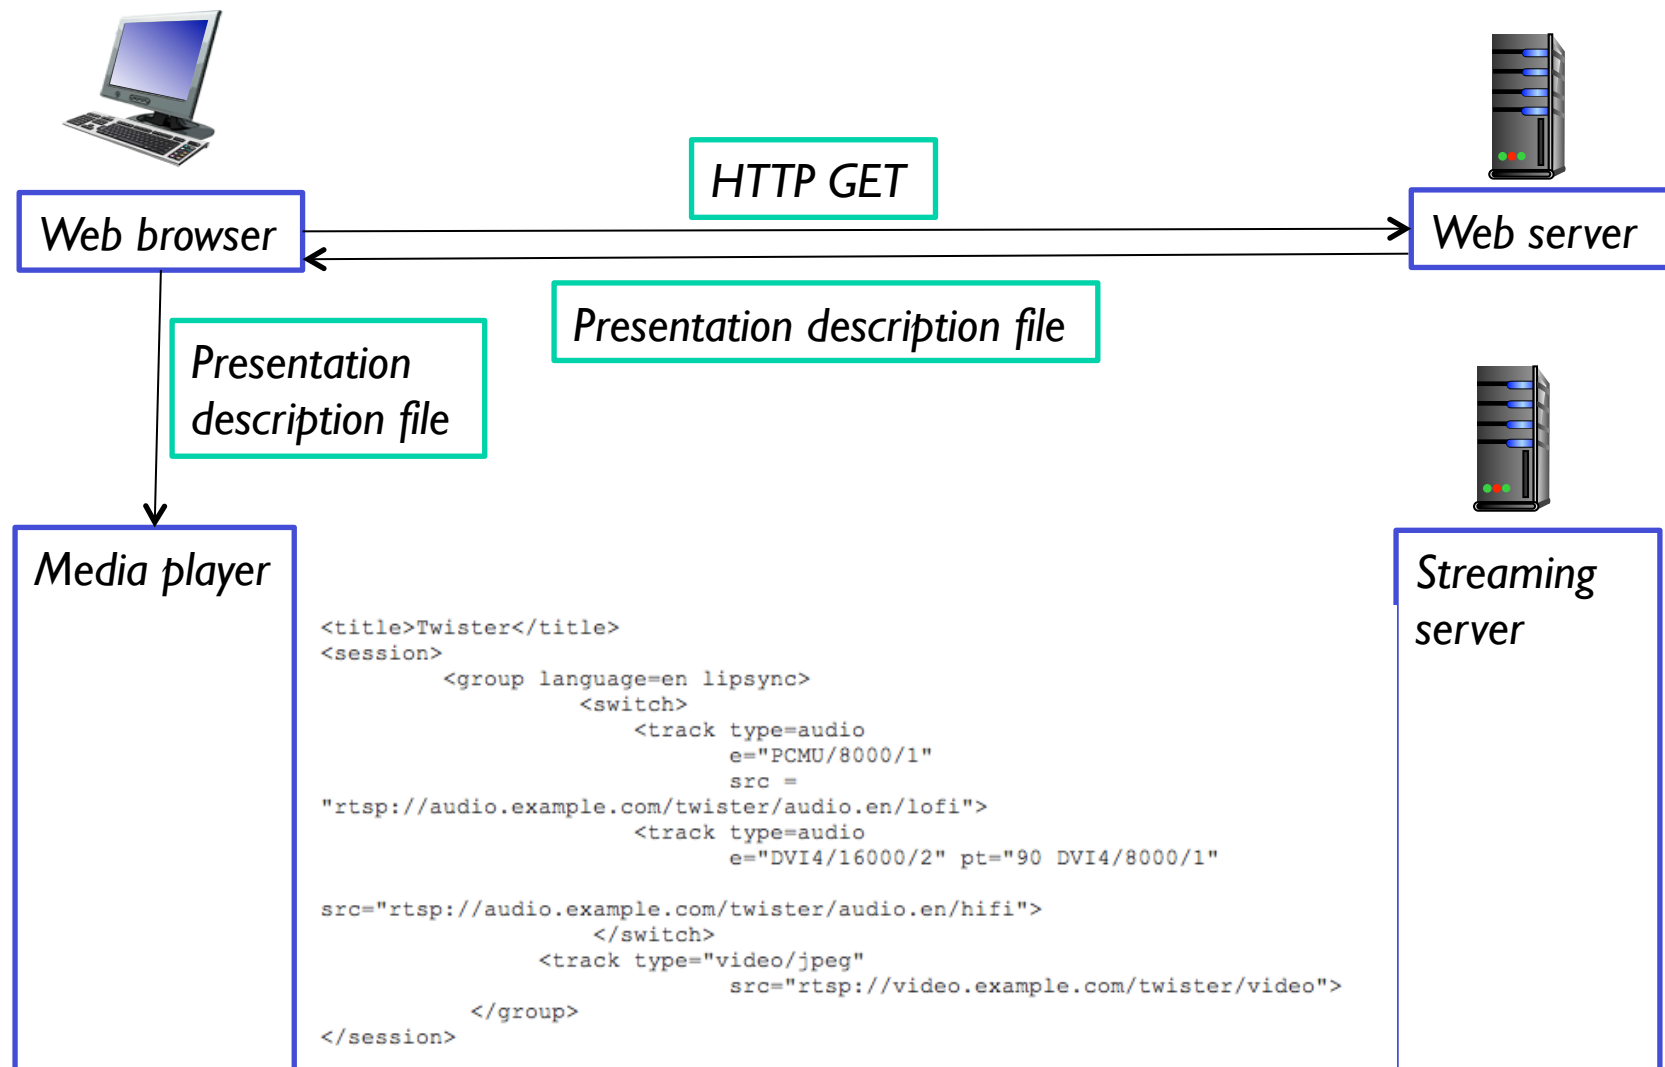 HTTP GET
Web browser
Web server
Presentation description file
Presentation
description file
Media player
Streaming
server
<title>Twister</title>
<session>
<group language=en lipsync>
<switch>
<track type=audio
e="PCMU/8000/1"
src =
"rtsp://audio.example.com/twister/audio.en/lofi">
<track type=audio
e="DVI4/16000/2" pt="90 DVI4/8000/1"
src="rtsp://audio.example.com/twister/audio.en/hifi">
</switch>
<track type="video/jpeg"
src="rtsp://video.example.com/twister/video">
</group>
</session>